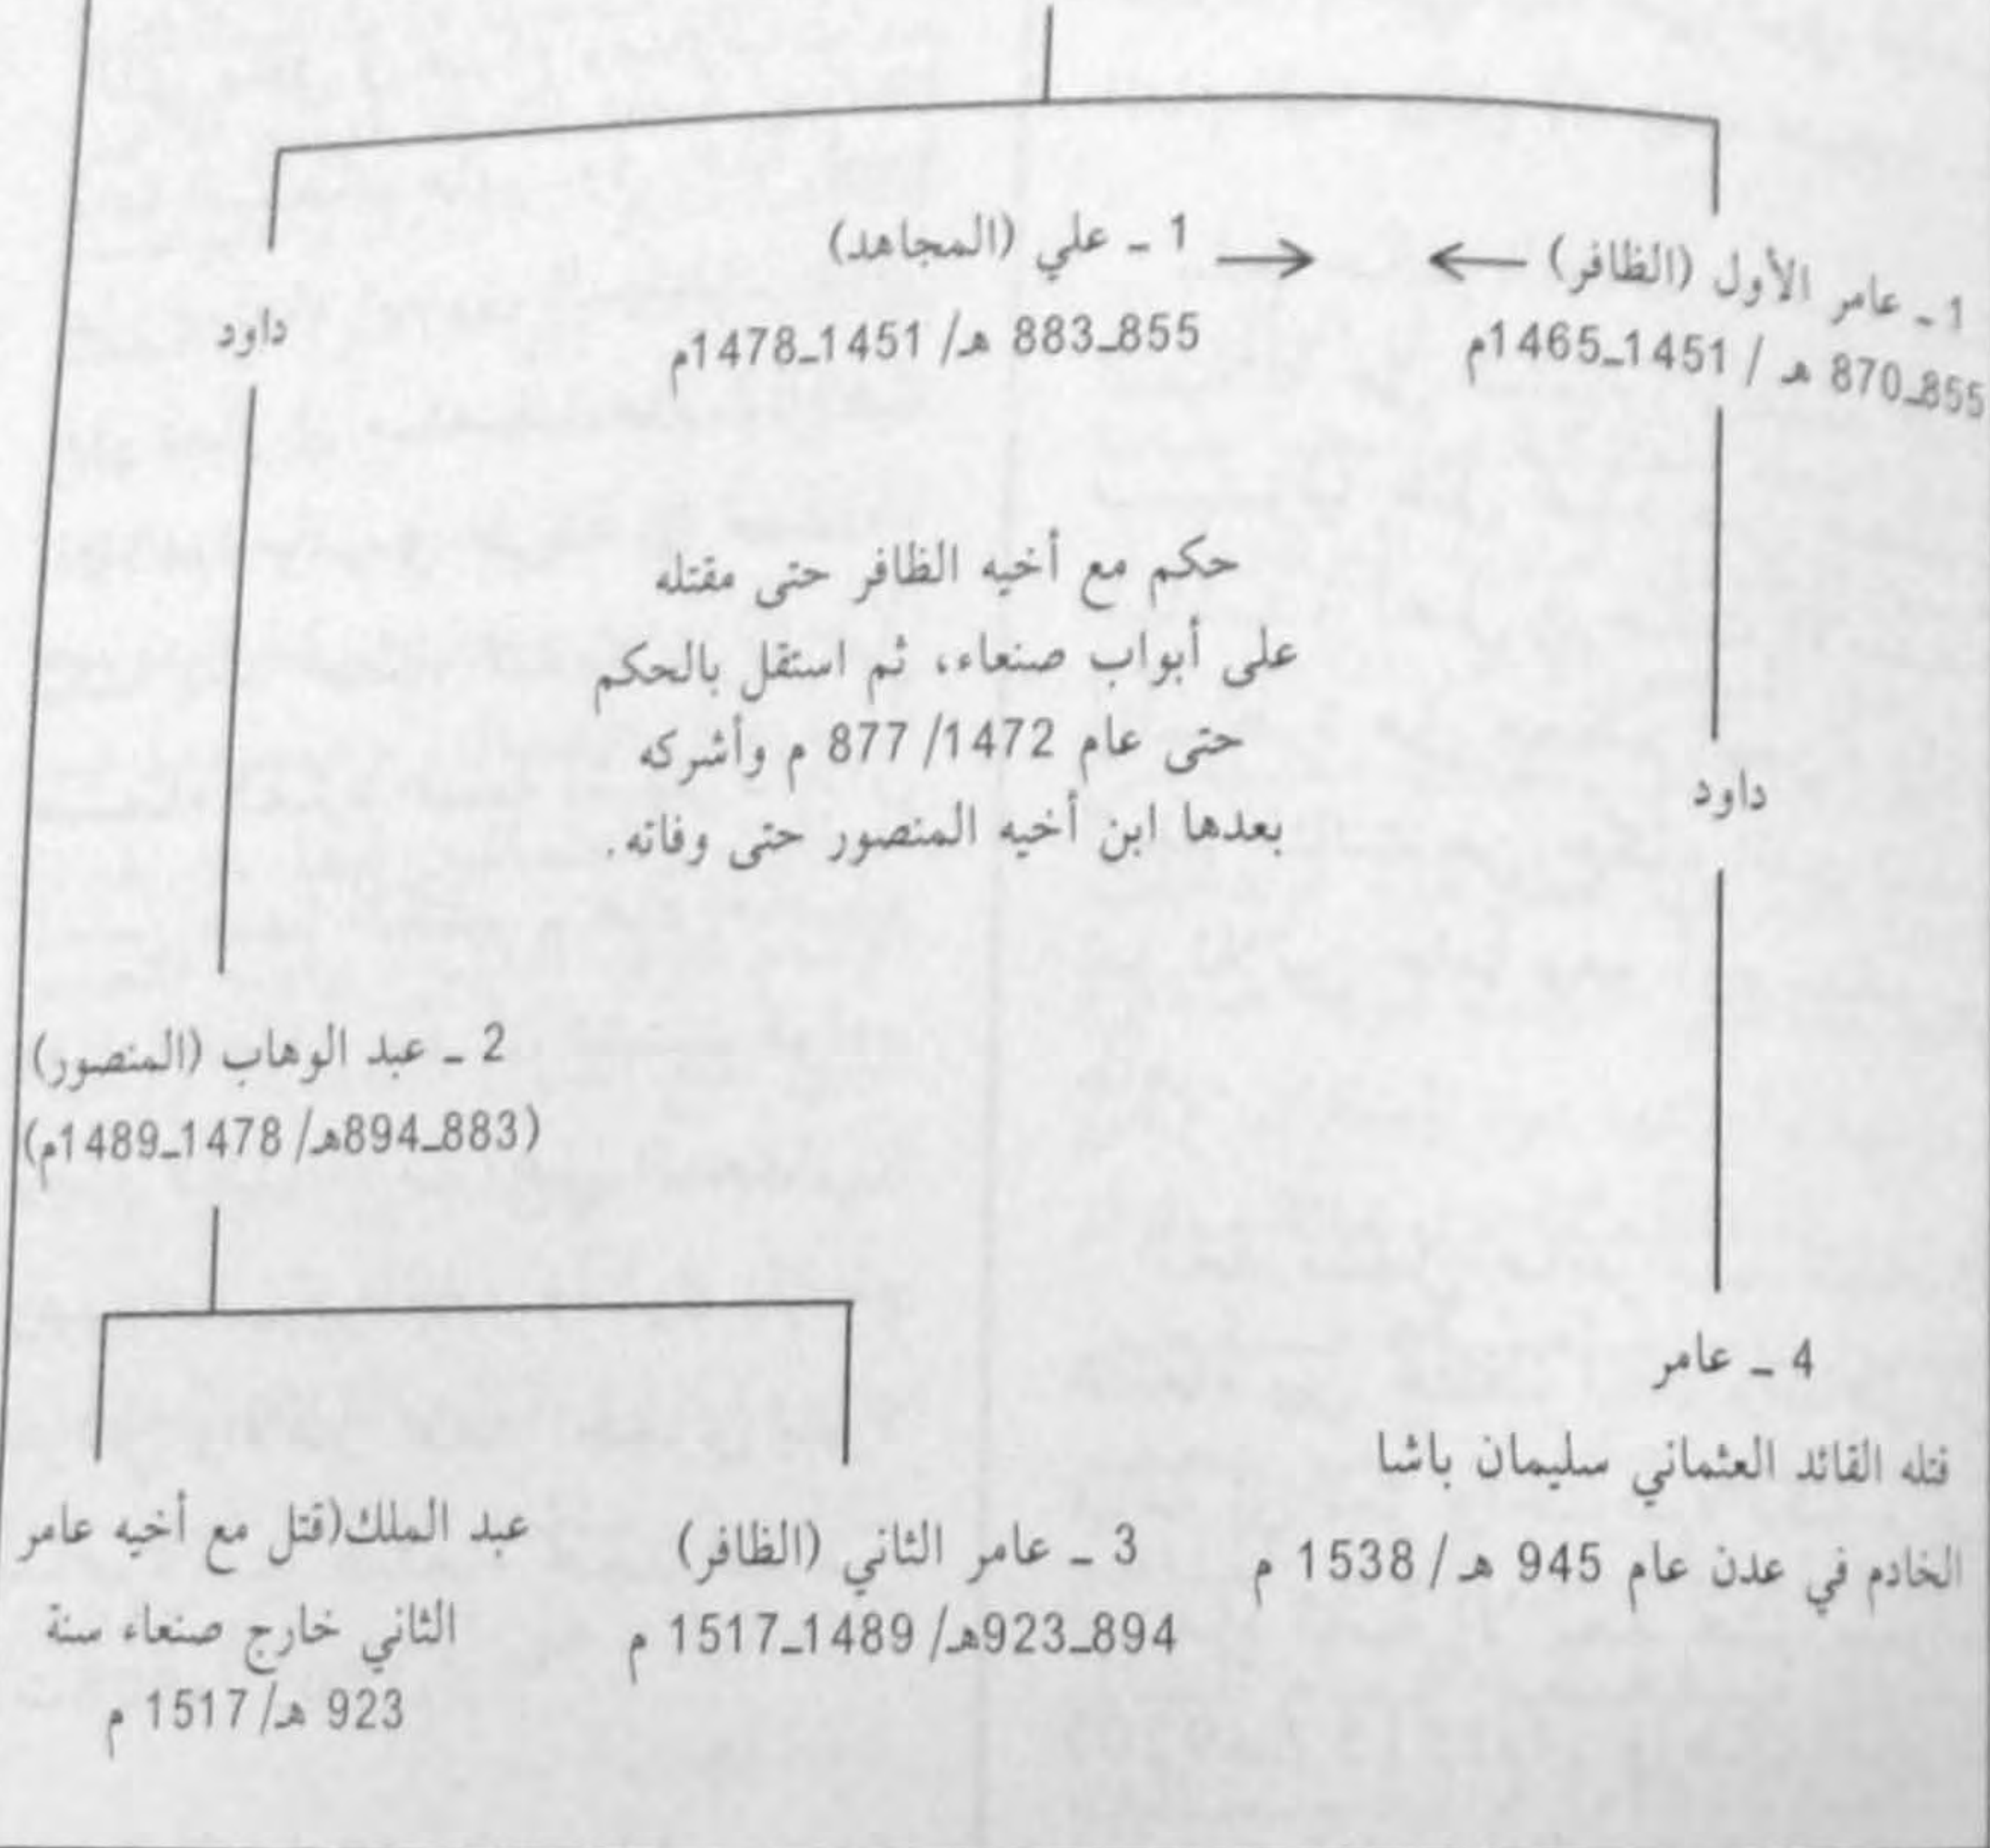 1 ـ عامر الأول (الظافر)
855ـ870 هـ / 1451ـ1465م
1 ـ علي (المجاهد)
855ـ883 هـ/ 1451ـ1478م
داود
حكم مع أخيه الظافر حتى مقتله
على أبواب صنعاء، ثم استقل بالحكم
حتى عام 1472/ 877 م وأشركه
بعدها ابن أخيه المنصور حتى وفاته.
داود
2 ـ عبد الوهاب (المنصور)
(883ـ894هـ/ 1478ـ1489م)
4 ـ عامر
قتله القائد العثماني سليمان باشا
الخادم في عدن عام 945 هـ/ 1538 م
3 ـ عامر الثاني (الظافر)
894ـ923هـ/ 1489ـ1517 م
عبد الملك(قتل مع أخيه عامر
الثاني خارج صنعاء سنة
923 هـ/ 1517 م